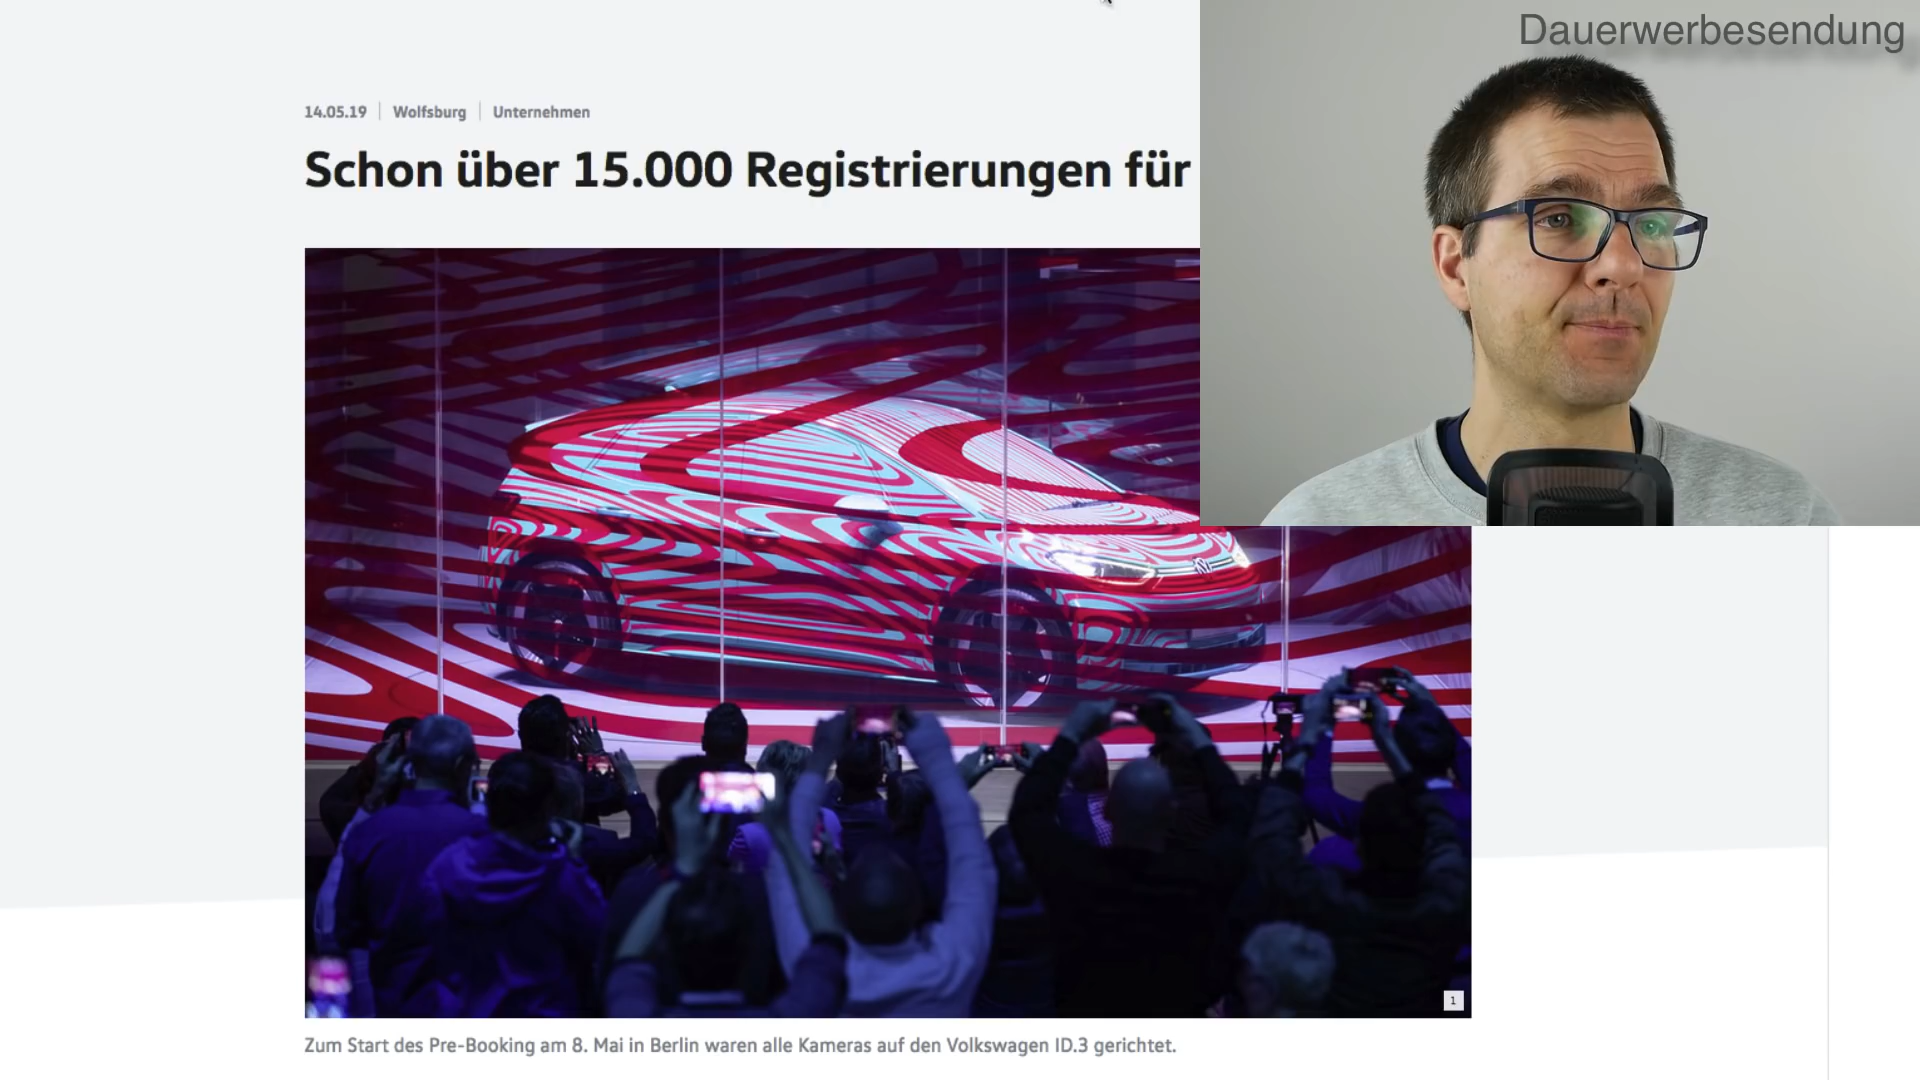 Dauerwerbesendung
14.05.19 | Wolfsburg | Unternehmen
Schon über 15.000 Registrierungen für
1
Zum Start des Pre-Booking am 8. Mai in Berlin waren alle Kameras auf den Volkswagen ID.3 gerichtet.